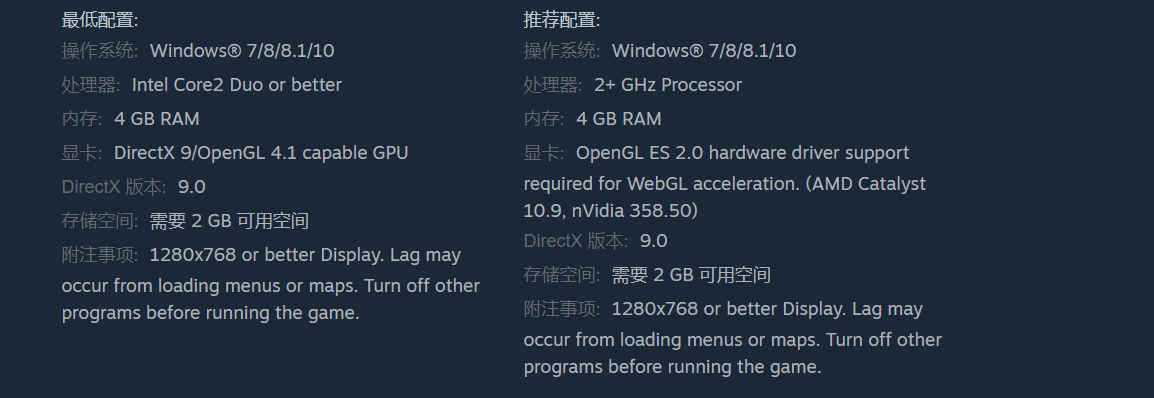 最低配置:
操作系统: Windows® 7/8/8.1/10
处理器: Intel Core2 Duo or better
内存: 4 GB RAM
显卡: DirectX 9/OpenGL 4.1 capable GPU
DirectX 版本: 9.0
存储空间: 需要 2 GB 可用空间
附注事项: 1280x768 or better Display. Lag may
occur from loading menus or maps. Turn off other
programs before running the game.
推荐配置:
操作系统: Windows® 7/8/8.1/10
处理器: 2+ GHz Processor
内存: 4 GB RAM
显卡: OpenGL ES 2.0 hardware driver support
required for WebGL acceleration. (AMD Catalyst
10.9, nVidia 358.50)
DirectX 版本: 9.0
存储空间: 需要 2 GB 可用空间
附注事项: 1280x768 or better Display. Lag may
occur from loading menus or maps. Turn off other
programs before running the game.